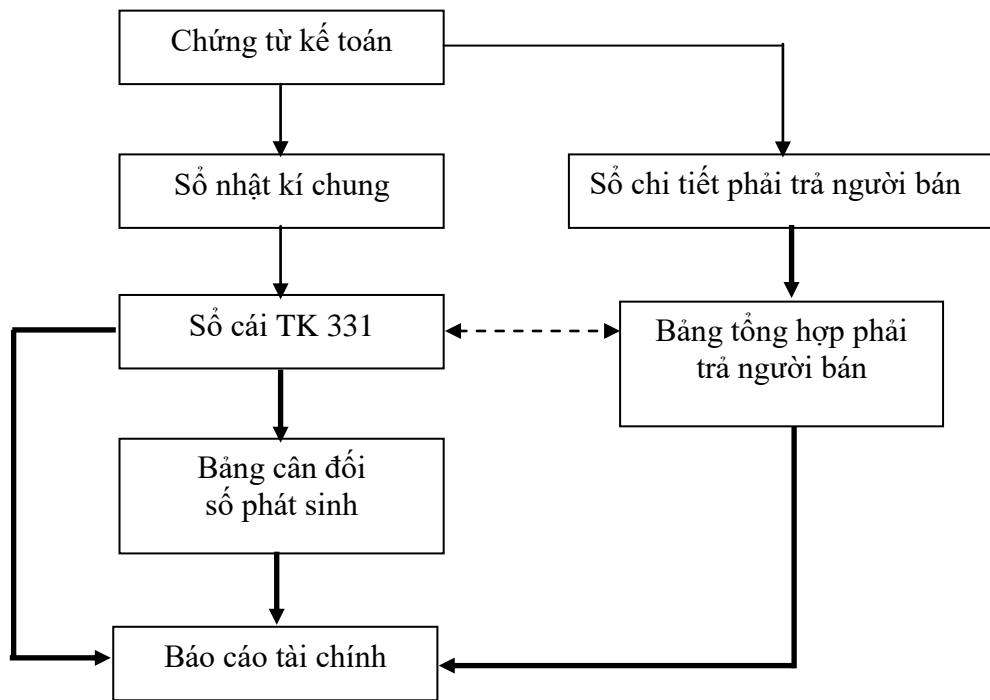 Chứng từ kế toán
Sổ nhật kí chung
Sổ chi tiết phải trả người bán
Sổ cái TK 331
Bảng tổng hợp phải
trả người bán
Bảng cân đối
số phát sinh
Báo cáo tài chính